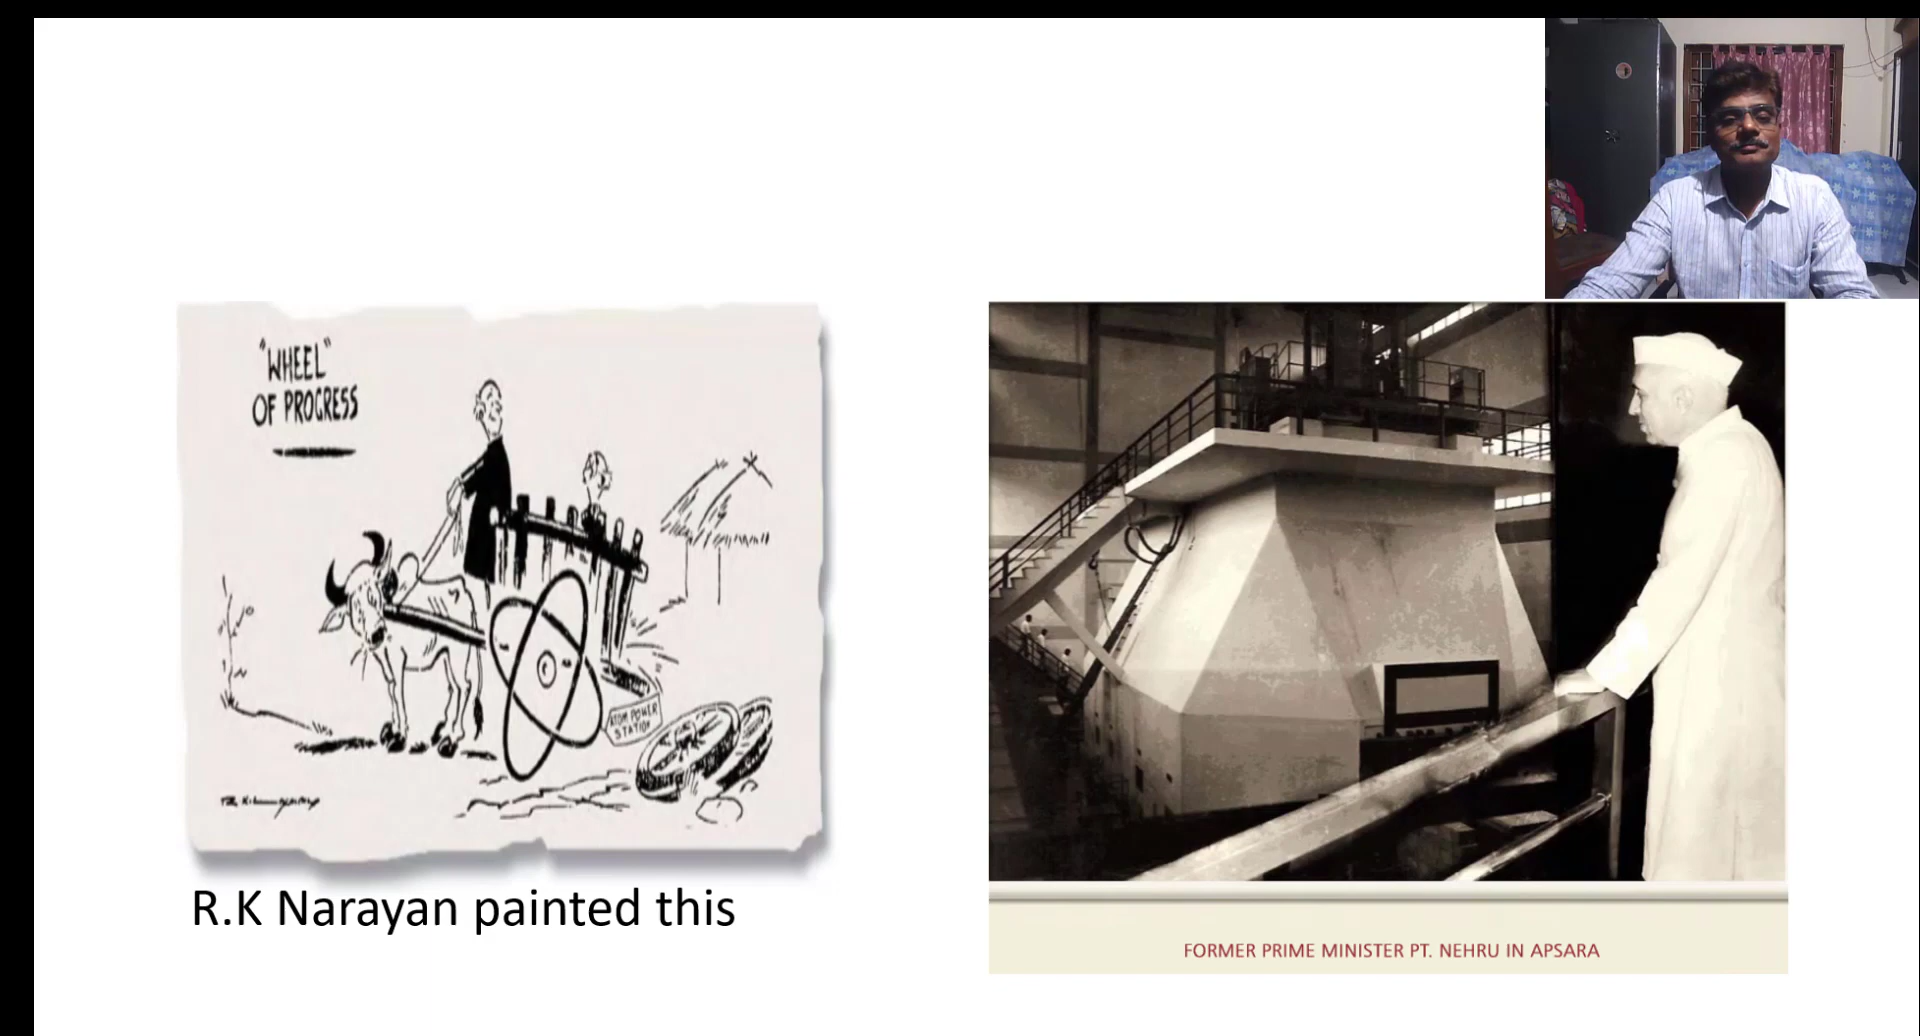 "WHEEL"
OF PROGRESS
ATOM POWER
STATION
R.K Narayan painted this
FORMER PRIME MINISTER PT. NEHRU IN APSARA